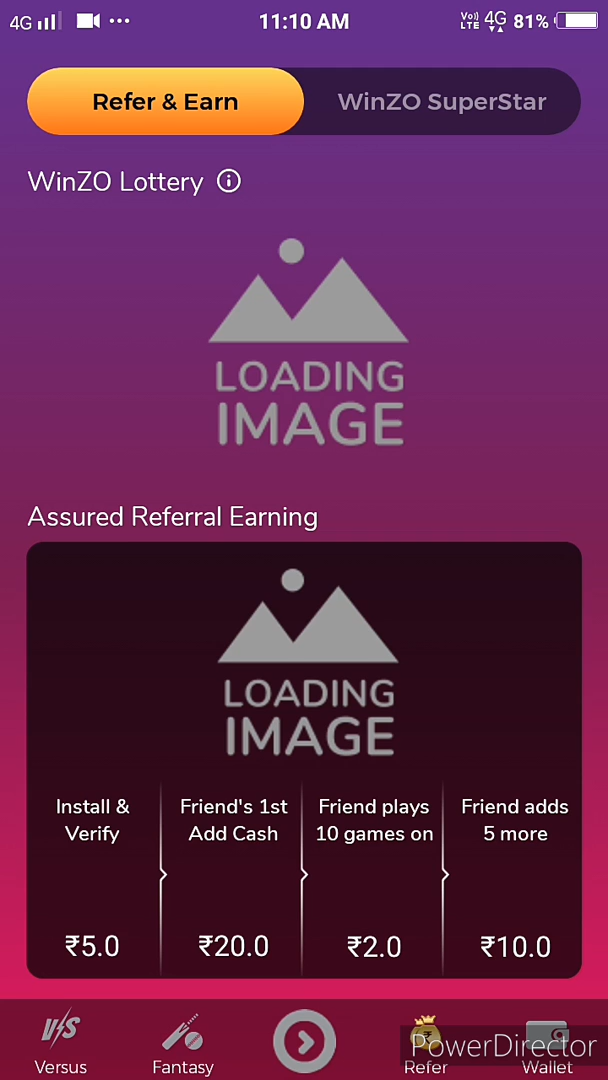 4G 11:10 AM Vo)) LTE 4G 81%
Refer & Earn WinZO SuperStar
WinZO Lottery
LOADING
IMAGE
Assured Referral Earning
LOADING
IMAGE
Install &
Verify
₹5.0
Friend's 1st
Add Cash
₹20.0
Friend plays
10 games on
₹2.0
Friend adds
5 more
₹10.0
V/S
Versus
Fantasy
Refer
Wallet
PowerDirector